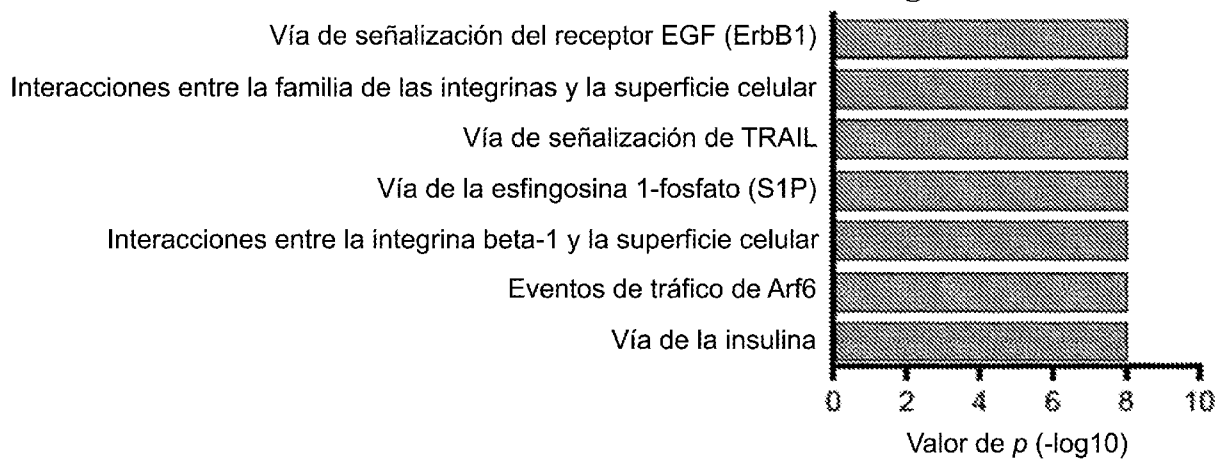 Vía de señalización del receptor EGF (ErbB1)
Interacciones entre la familia de las integrinas y la superficie celular
Vía de señalización de TRAIL
Vía de la esfingosina 1-fosfato (S1P)
Interacciones entre la integrina beta-1 y la superficie celular
Eventos de tráfico de Arf6
Vía de la insulina
0 2 4 6 8 10
Valor de p (-log10)